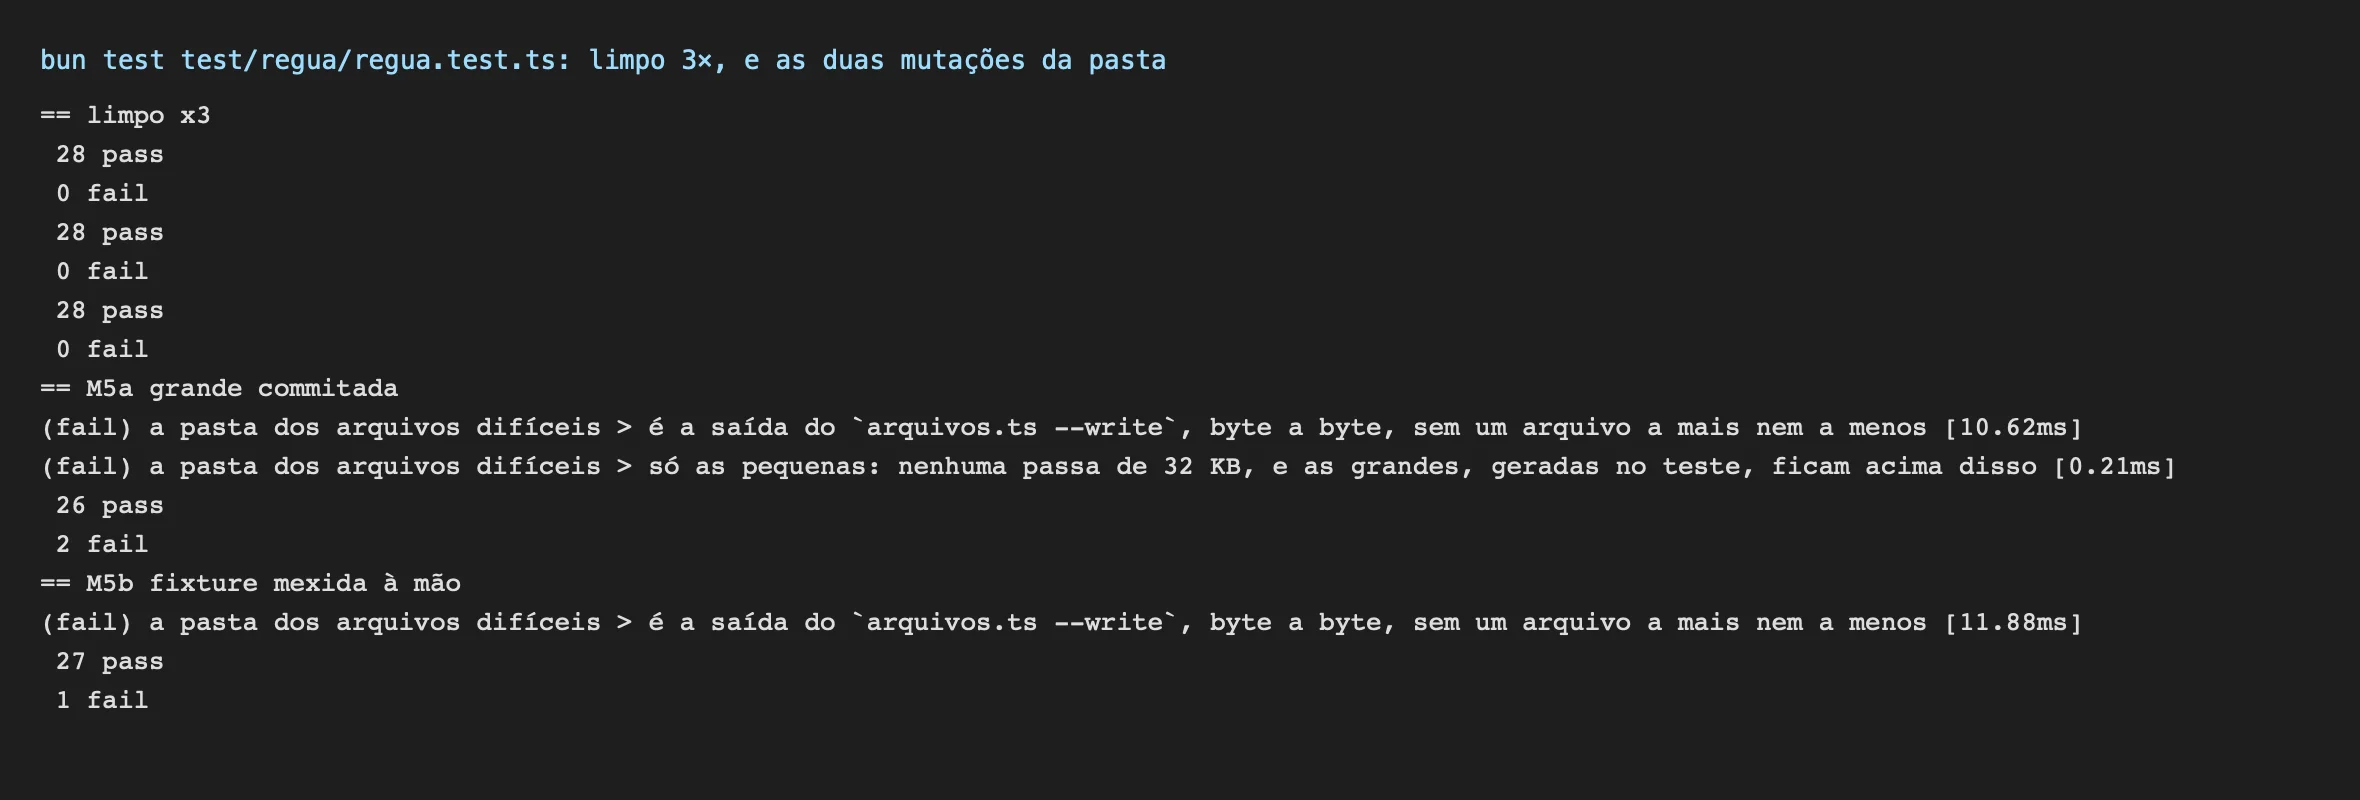 bun test test/regua/regua.test.ts: limpo 3×, e as duas mutações da pasta
== limpo x3
28 pass
0 fail
28 pass
0 fail
28 pass
0 fail
== M5a grande commitada
(fail) a pasta dos arquivos difíceis > é a saída do `arquivos.ts --write`, byte a byte, sem um arquivo a mais nem a menos [10.62ms]
(fail) a pasta dos arquivos difíceis > só as pequenas: nenhuma passa de 32 KB, e as grandes, geradas no teste, ficam acima disso [0.21ms]
26 pass
2 fail
== M5b fixture mexida à mão
(fail) a pasta dos arquivos difíceis > é a saída do `arquivos.ts --write`, byte a byte, sem um arquivo a mais nem a menos [11.88ms]
27 pass
1 fail